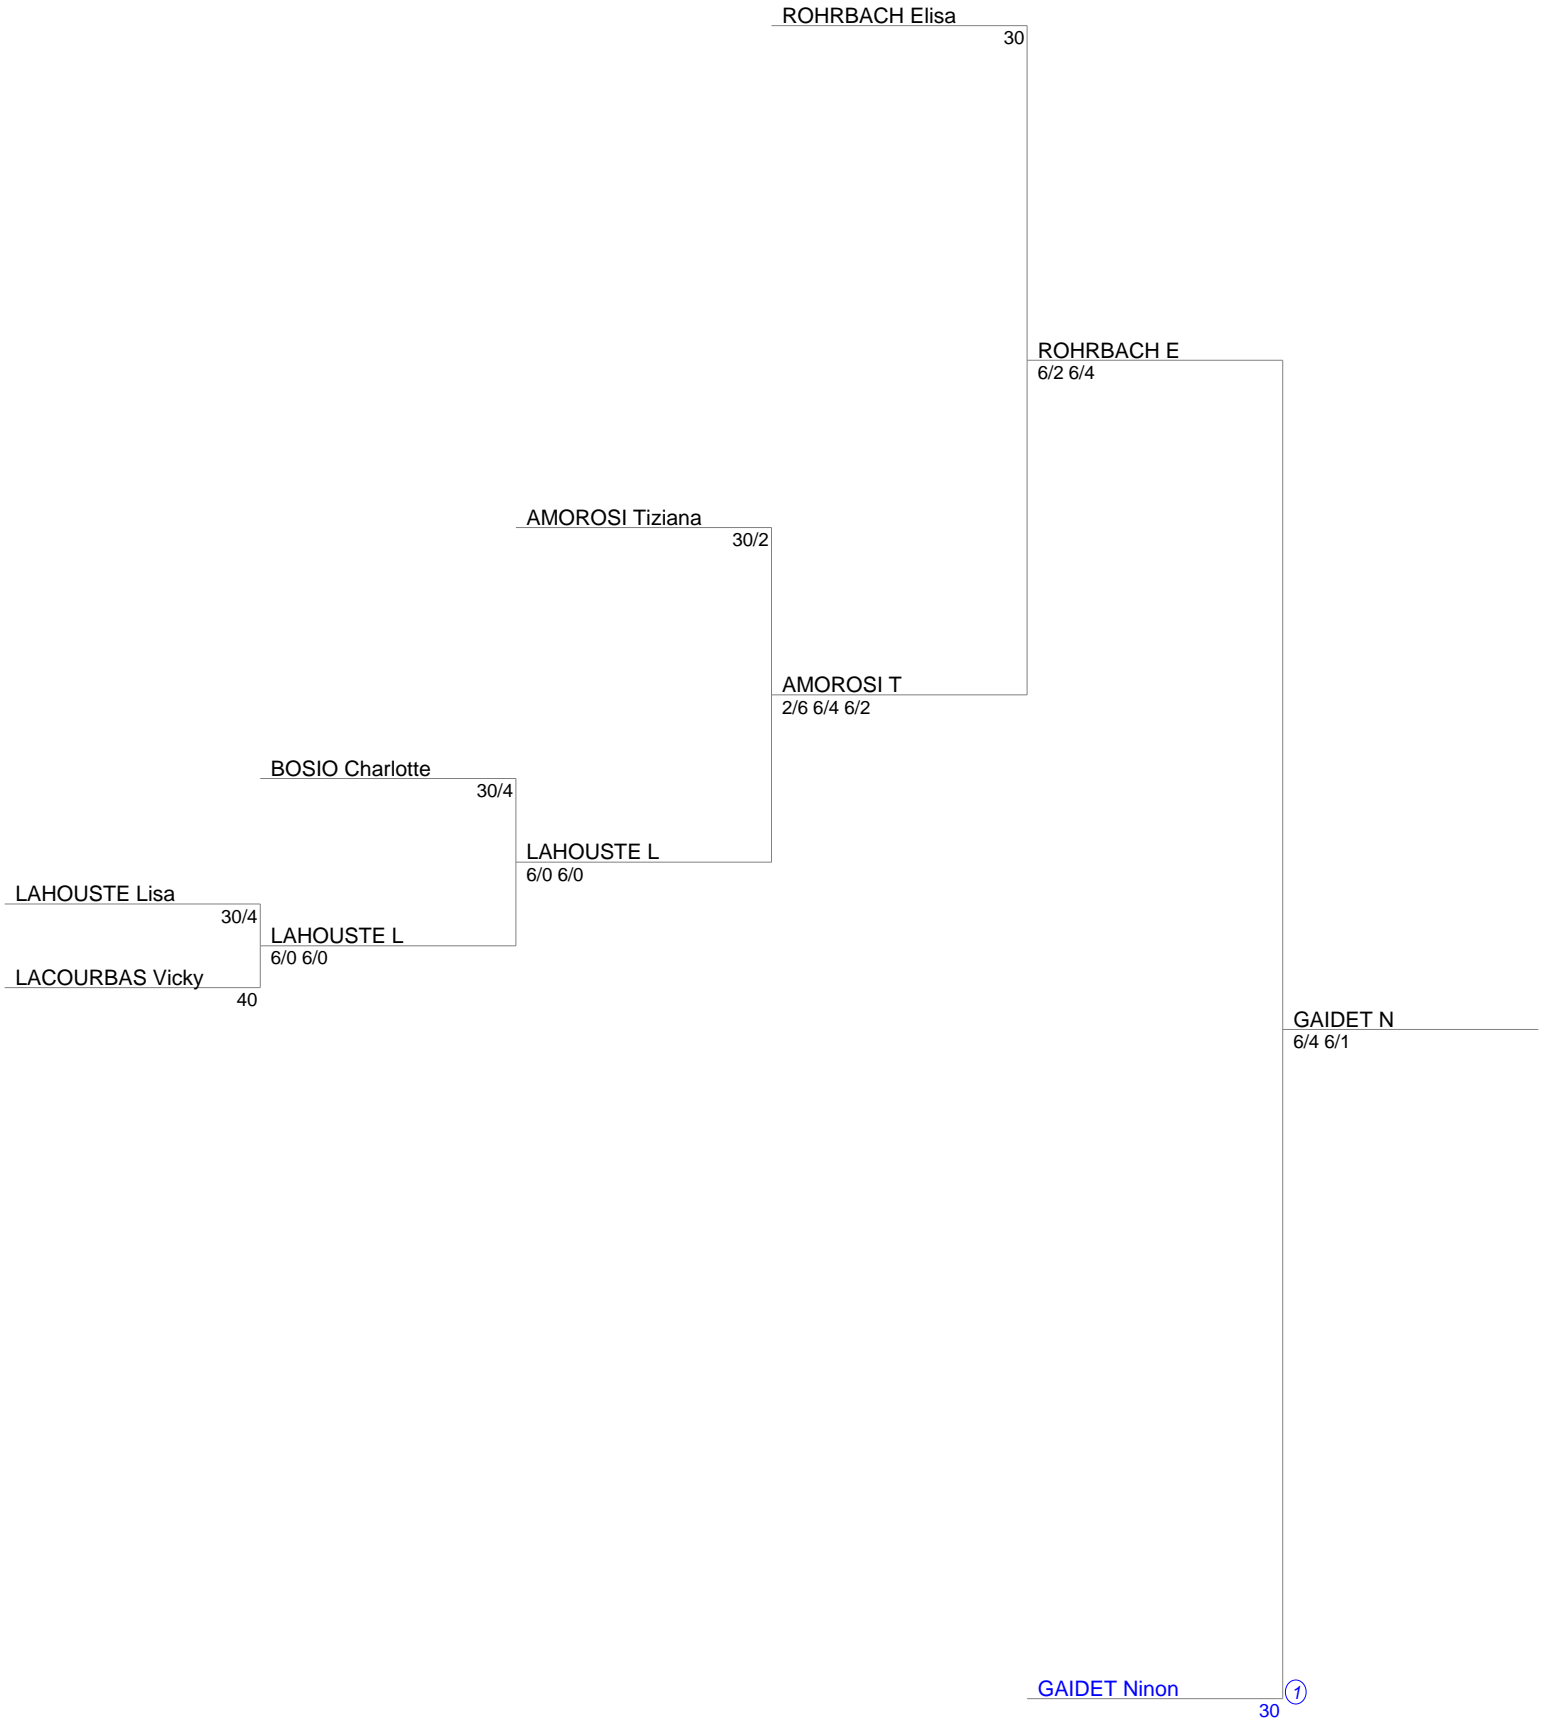 ROHRBACH Elisa
30
ROHRBACH E
6/2 6/4
AMOROSI Tiziana
30/2
AMOROSI T
2/6 6/4 6/2
BOSIO Charlotte
30/4
LAHOUSTE L
6/0 6/0
LAHOUSTE Lisa
30/4
LAHOUSTE L
6/0 6/0
LACOURBAS Vicky
40
GAIDET N
6/4 6/1
GAIDET Ninon
1
30